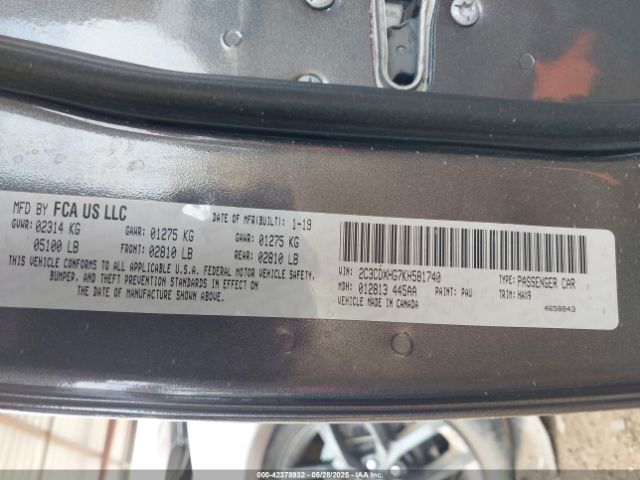 MFD BY FCA US LLC
DATE OF MFR(BUILT): 1-19
GVWR: 02314 KG
05100 LB
GAWR: 01275 KG
FRONT: 02810 LB
GAWR: 01275 KG
REAR: 02810 LB
THIS VEHICLE CONFORMS TO ALL APPLICABLE U.S.A. FEDERAL MOTOR VEHICLE SAFETY,
BUMPER, AND THEFT PREVENTION STANDARDS IN EFFECT ON
THE DATE OF MANUFACTURE SHOWN ABOVE.
VIN: 2C3CDXHG7KH581740
TYPE: PASSENGER CAR
MDH: 012813 445AA
PAINT: PAU
TRIM: HAX9
VEHICLE MADE IN CANADA
4658843
000-42378932 - 05/28/2025 - IAAI.COM